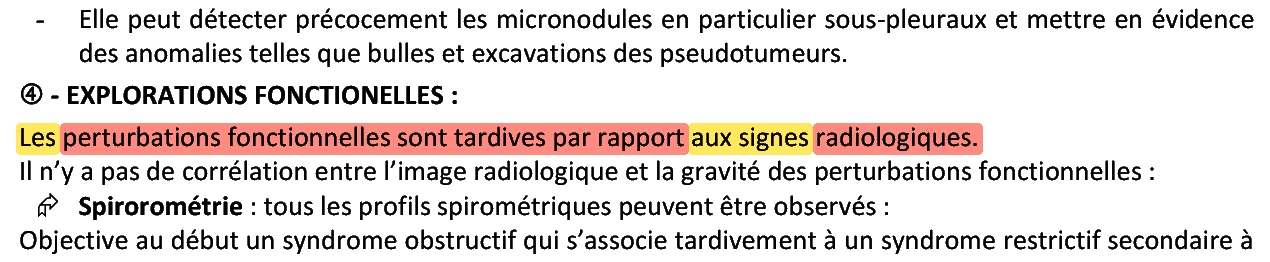 - Elle peut détecter précocement les micronodules en particulier sous-pleuraux et mettre en évidence
des anomalies telles que bulles et excavations des pseudotumeurs.
④ - EXPLORATIONS FONCTIONELLES :
Les perturbations fonctionnelles sont tardives par rapport aux signes radiologiques.
Il n’y a pas de corrélation entre l’image radiologique et la gravité des perturbations fonctionnelles :
Spirorométrie : tous les profils spirométriques peuvent être observés :
Objective au début un syndrome obstructif qui s’associe tardivement à un syndrome restrictif secondaire à